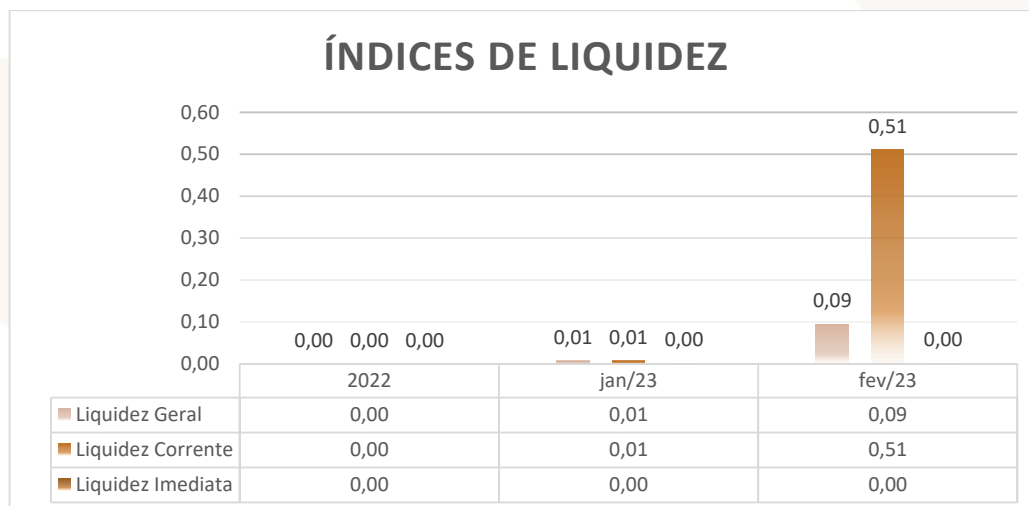 ÍNDICES DE LIQUIDEZ
0,60
0,50
0,40
0,30
0,20
0,10
0,00
0,00 0,00 0,00
0,01 0,01 0,00
0,09 0,51 0,00
2022 jan/23 fev/23
Liquidez Geral 0,00 0,01 0,09
Liquidez Corrente 0,00 0,01 0,51
Liquidez Imediata 0,00 0,00 0,00